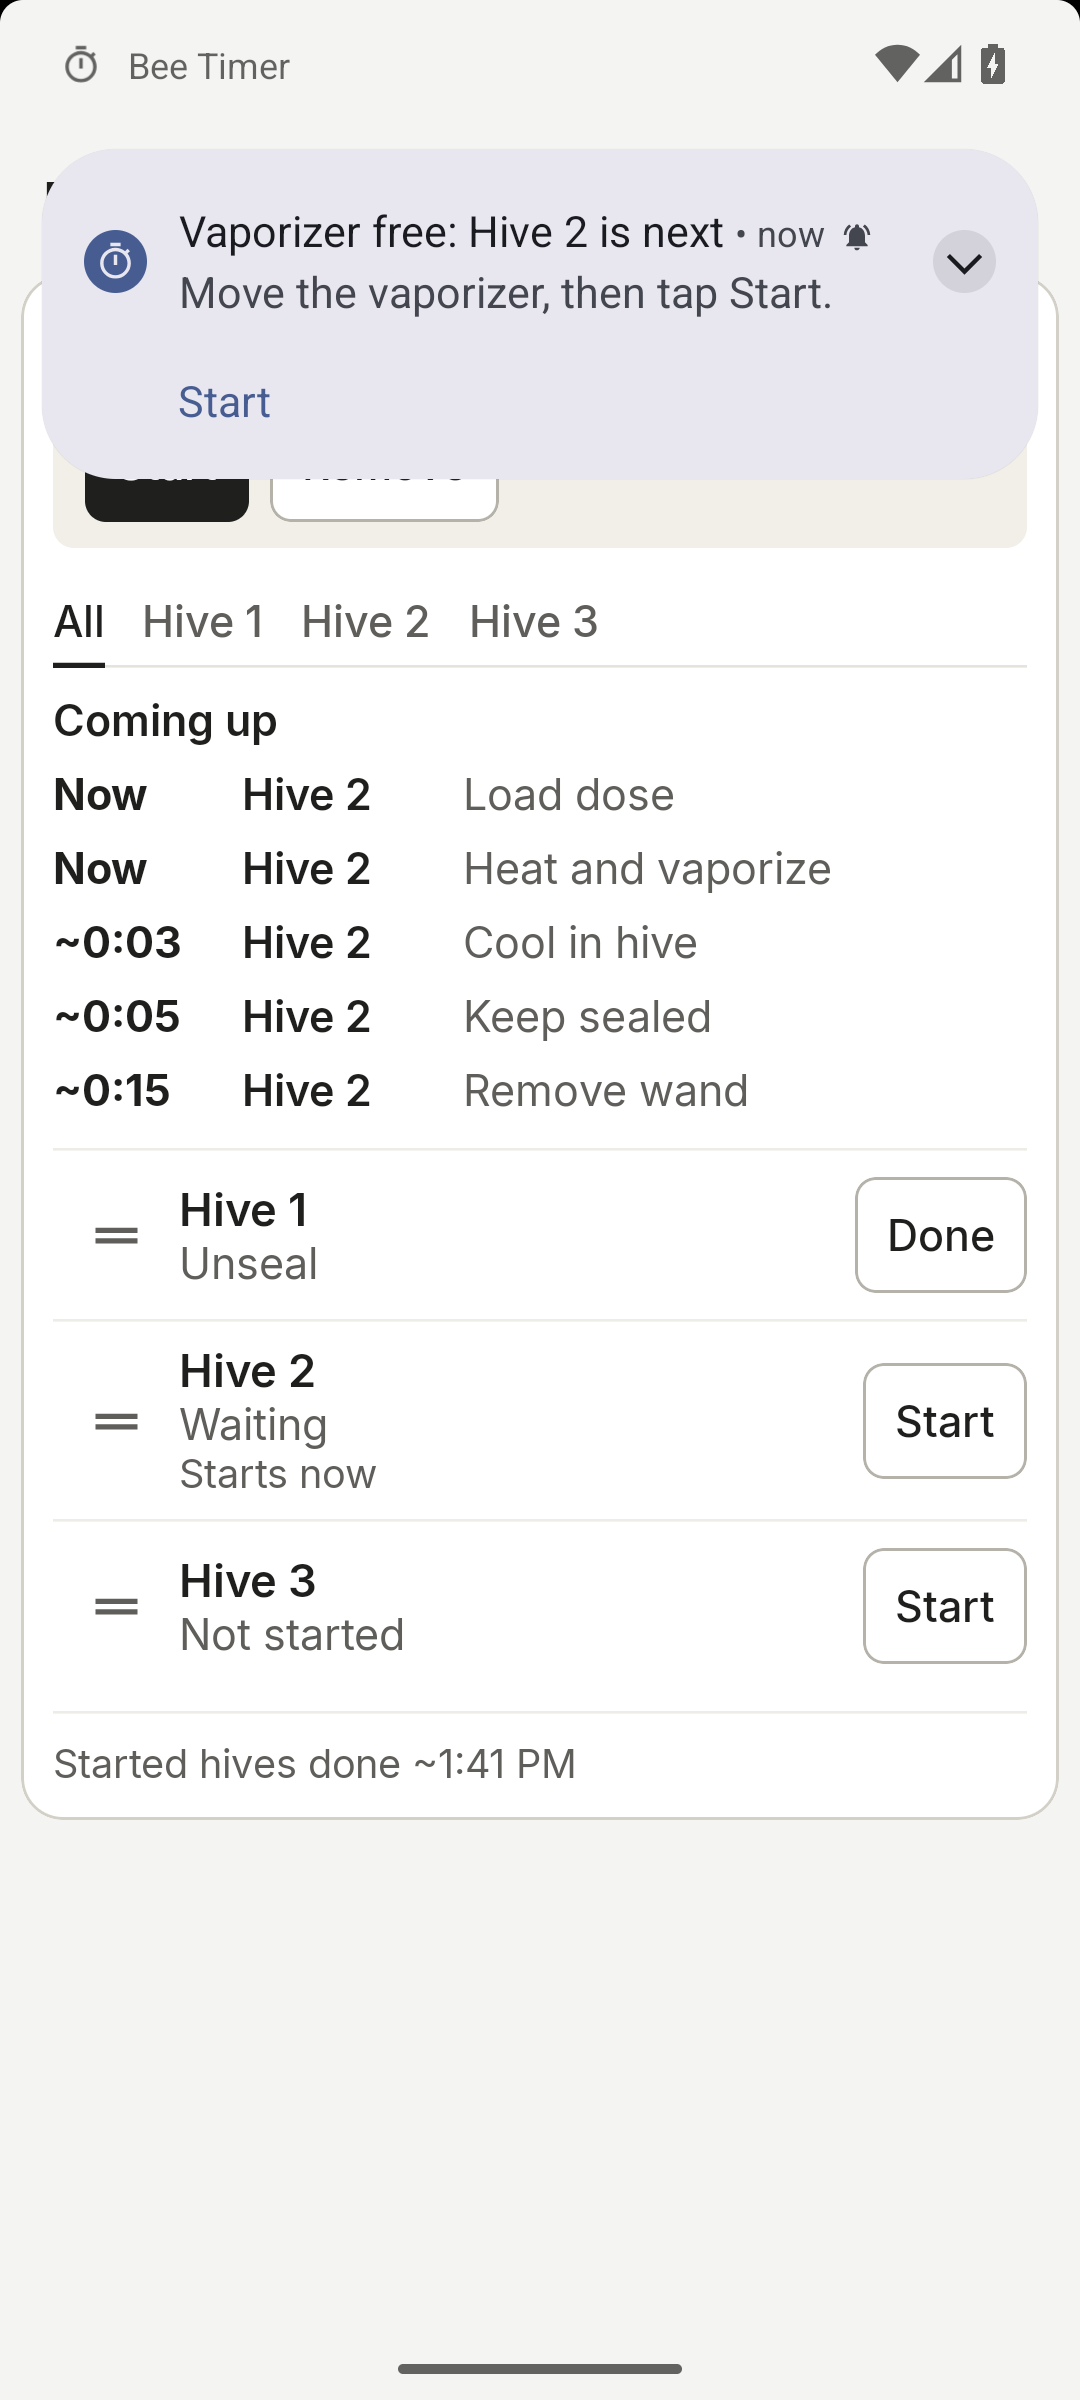 Bee Timer
Vaporizer free: Hive 2 is next • now
Move the vaporizer, then tap Start.
Start
All Hive 1 Hive 2 Hive 3
Coming up
Now Hive 2 Load dose
Now Hive 2 Heat and vaporize
~0:03 Hive 2 Cool in hive
~0:05 Hive 2 Keep sealed
~0:15 Hive 2 Remove wand
Hive 1
Unseal
Done
Hive 2
Waiting
Starts now
Start
Hive 3
Not started
Start
Started hives done ~1:41 PM